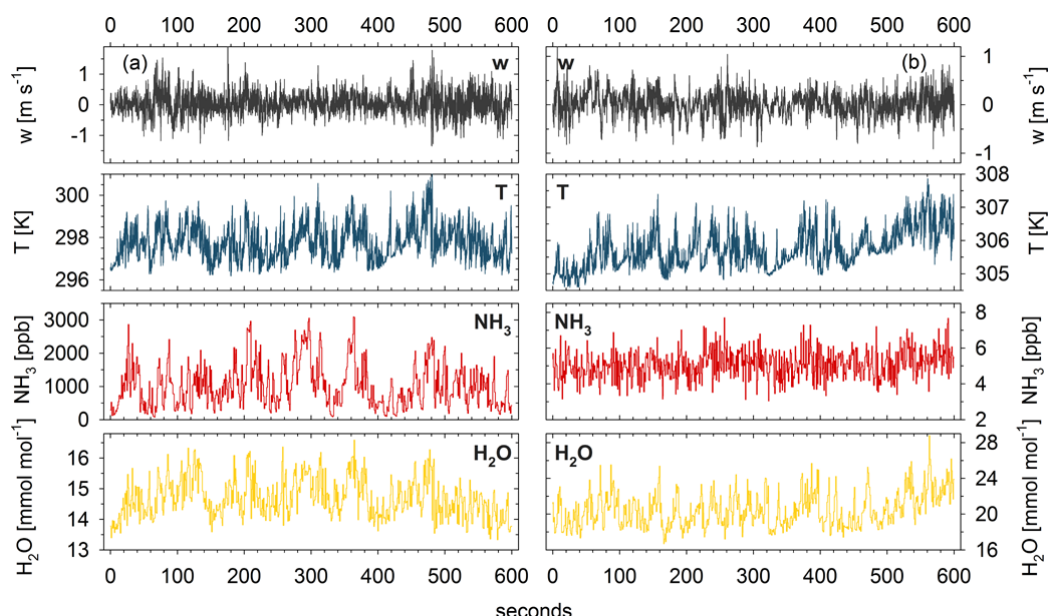 0 100 200 300 400 500 600 0 100 200 300 400 500 600
(a) w w (b)
w [m s⁻¹] 1 0 -1 1 0 -1 w [m s⁻¹]
T T
T [K] 300 298 296 308 307 306 305 T [K]
NH₃ NH₃
NH₃ [ppb] 3000 2000 1000 0 8 6 4 2 NH₃ [ppb]
H₂O H₂O
H₂O [mmol mol⁻¹] 16 15 14 13 28 24 20 16 H₂O [mmol mol⁻¹]
0 100 200 300 400 500 600 0 100 200 300 400 500 600
seconds